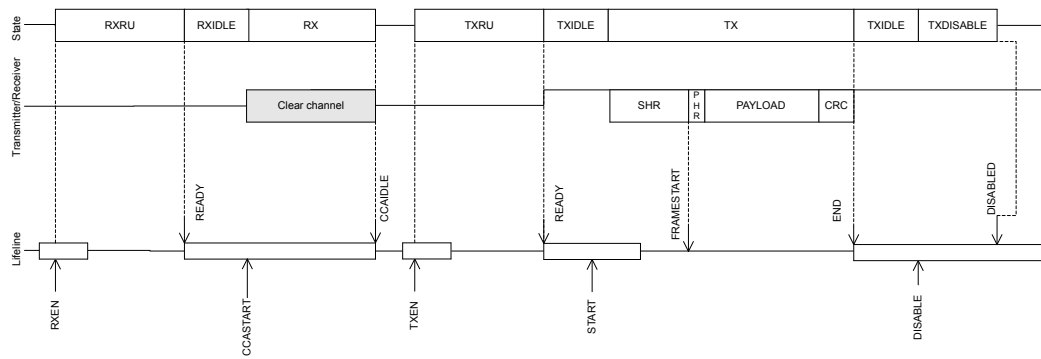 State
RXRU
RXIDLE
RX
TXRU
TXIDLE
TX
TXIDLE
TXDISABLE
Transmitter/Receiver
Clear channel
SHR
P
H
R
PAYLOAD
CRC
READY
CCAIDLE
READY
FRAMESTART
END
DISABLED
Lifeline
RXEN
CCASTART
TXEN
START
DISABLE